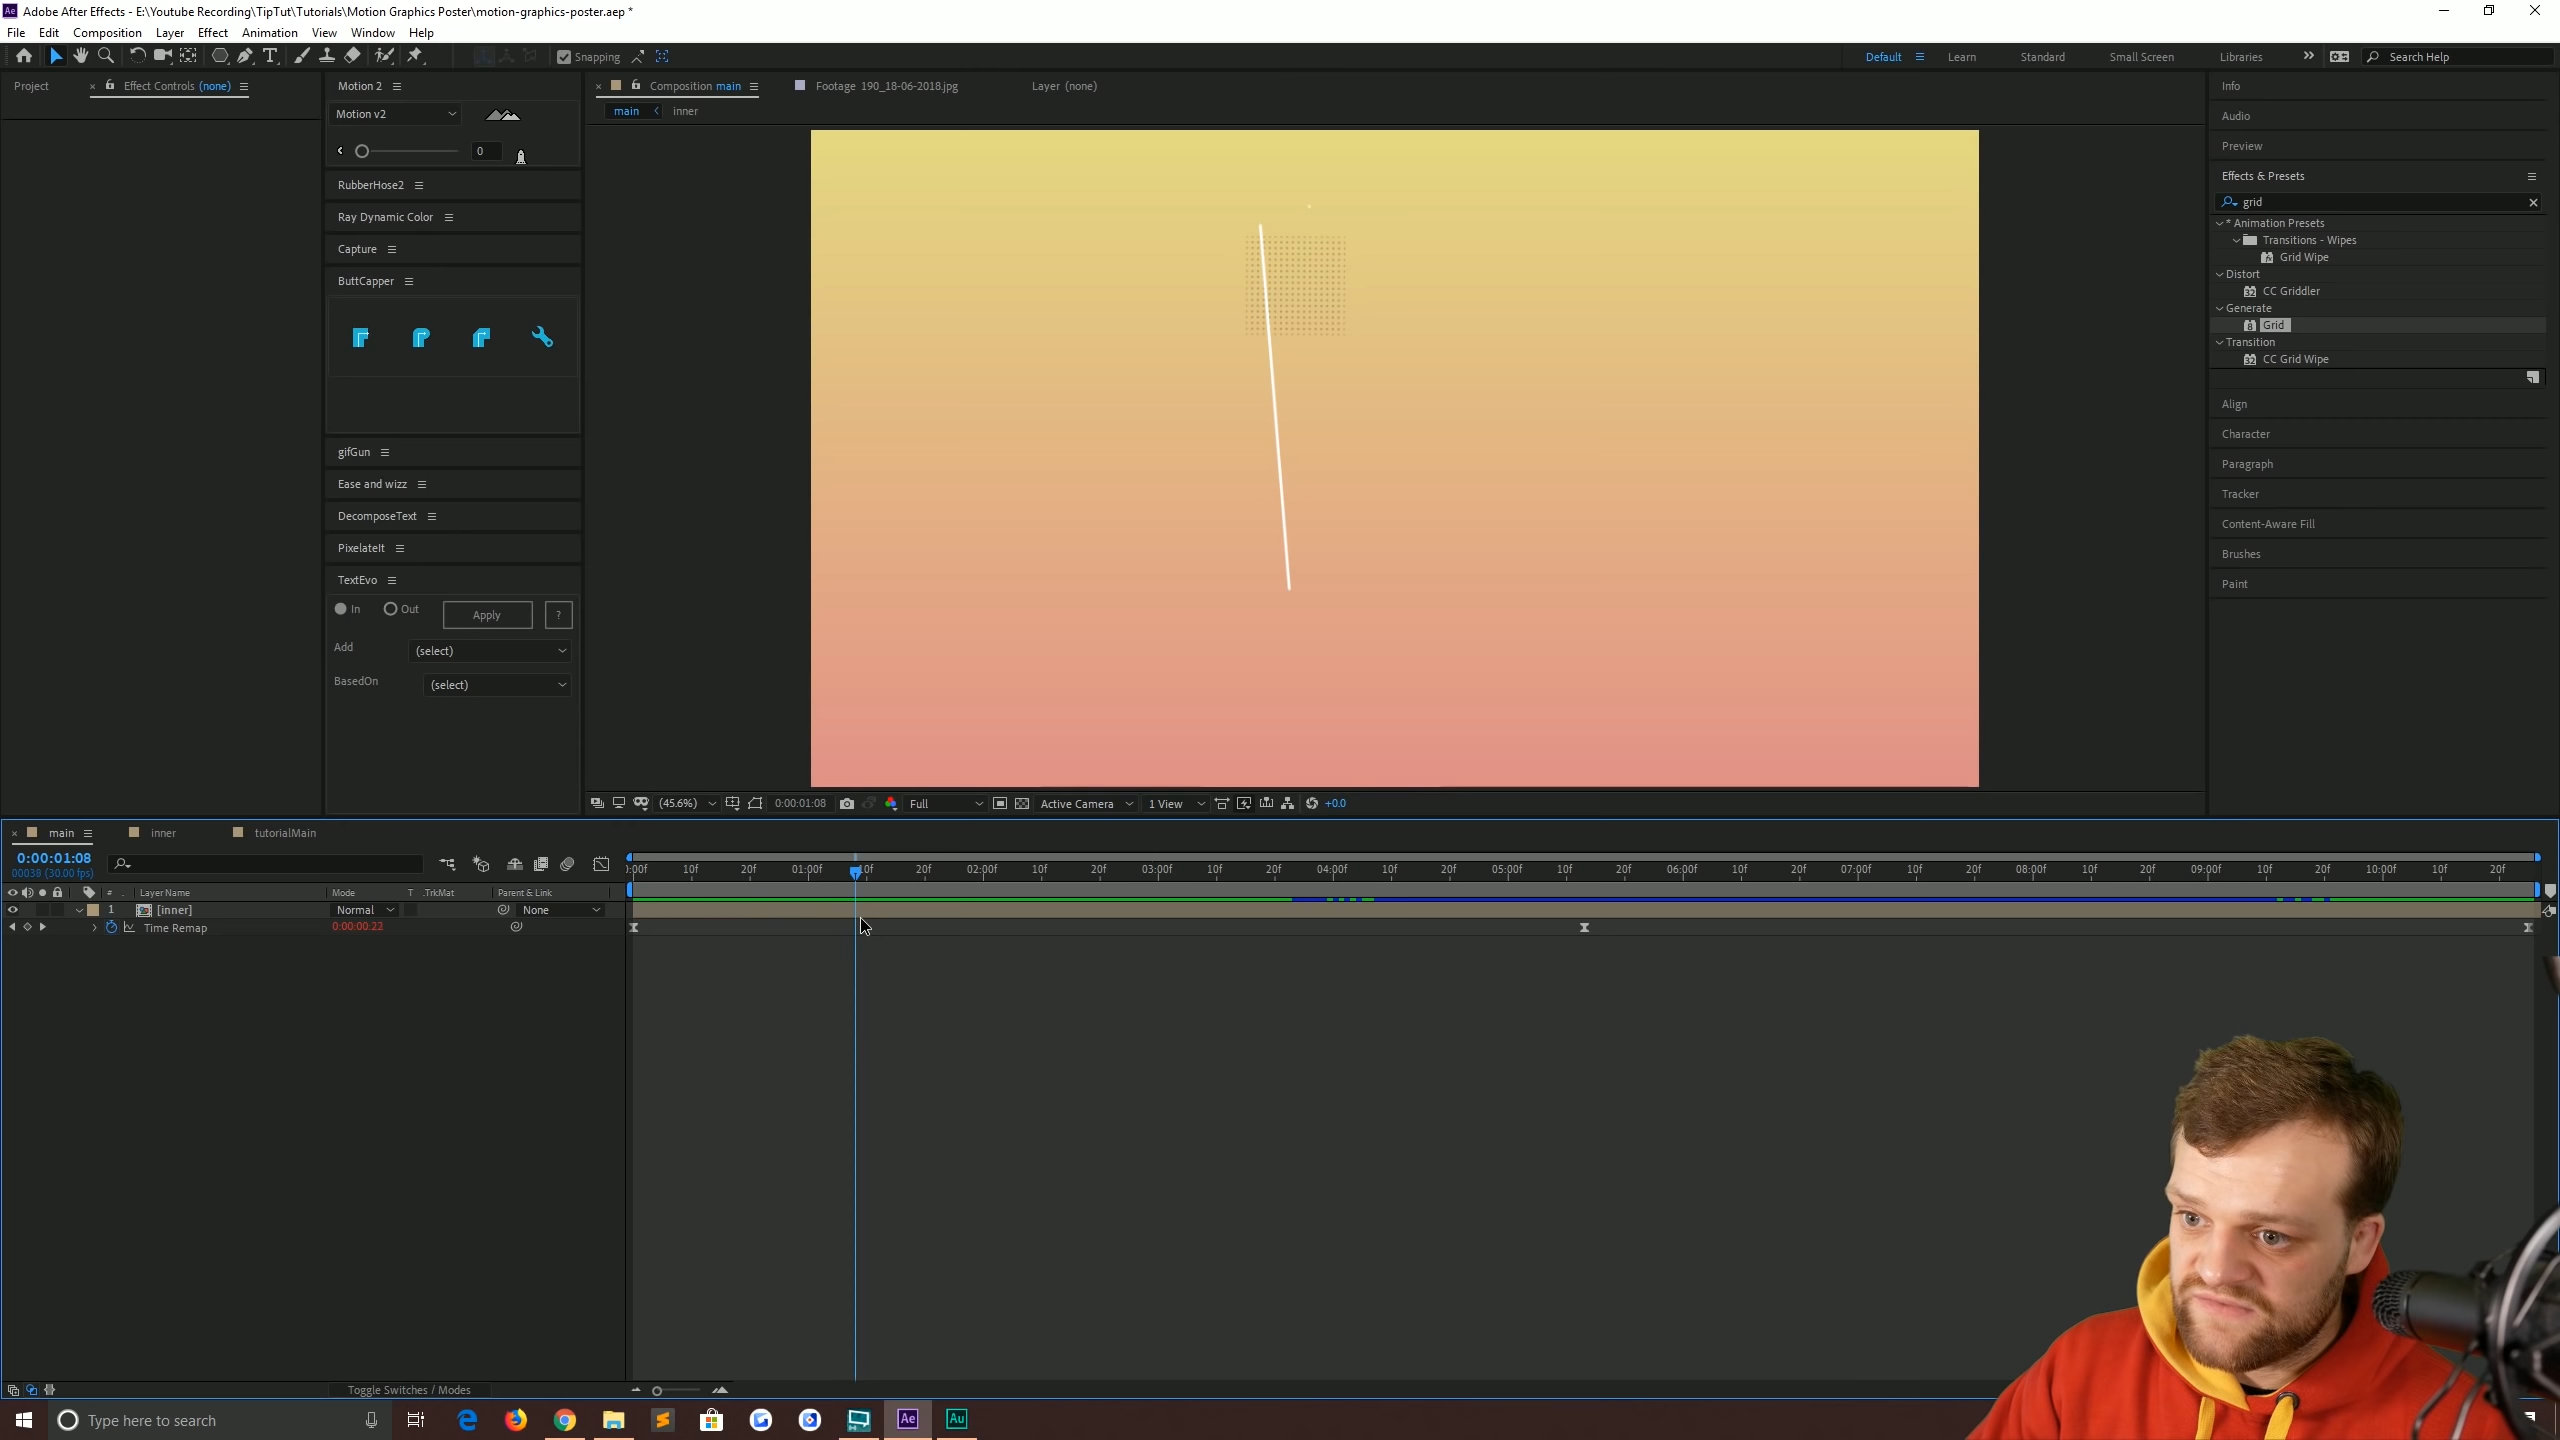 Adobe After Effects - E:\Youtube Recording\TipTut\Tutorials\Motion Graphics Poster\motion-graphics-poster.aep *
File Edit Composition Layer Effect Animation View Window Help
Snapping Default Learn Standard Small Screen Libraries Search Help
Project Effect Controls (none)
Motion 2
Motion v2
0
RubberHose2
Ray Dynamic Color
Capture
ButtCapper
gifGun
Ease and wizz
DecomposeText
PixelateIt
TextEvo
In Out Apply ?
Add (select)
BasedOn (select)
Composition main Footage 190_18-06-2018.jpg Layer (none)
main inner
(45.6%) 0:00:01:08 Full Active Camera 1 View +0.0
Info
Audio
Preview
Effects & Presets
grid
* Animation Presets
Transitions - Wipes
Grid Wipe
Distort
CC Griddler
Generate
Grid
Transition
CC Grid Wipe
Align
Character
Paragraph
Tracker
Content-Aware Fill
Brushes
Paint
main inner tutorialMain
0:00:01:08
00038 (30.00 fps)
):00f 10f 20f 01:00f 10f 20f 02:00f 10f 20f 03:00f 10f 20f 04:00f 10f 20f 05:00f 10f 20f 06:00f 10f 20f 07:00f 10f 20f 08:00f 10f 20f 09:00f 10f 20f 10:00f 10f 20f
# Layer Name Mode T .TrkMat Parent & Link
1 [inner] Normal None
Time Remap 0:00:00:22
Toggle Switches / Modes
Type here to search
Ae Au